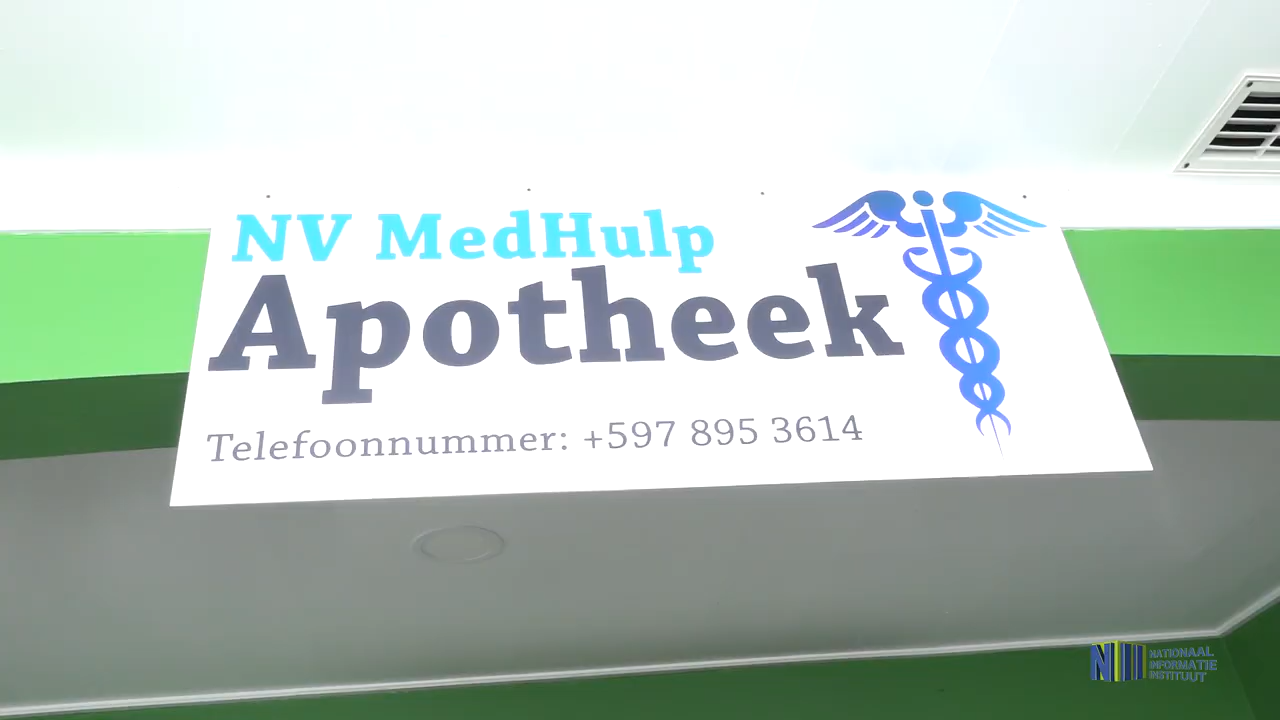 NV MedHulp
Apotheek
Telefoonnummer: +597 895 3614
NATIONAAL
INFORMATIE
INSTITUUT